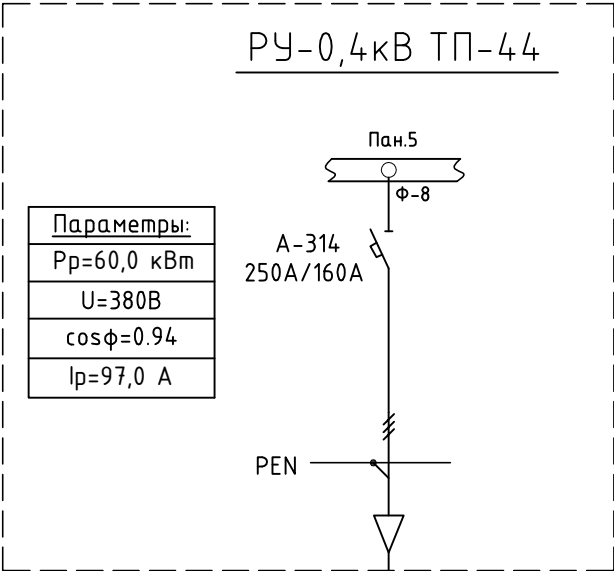 РУ-0,4кВ ТП-44
Пан.5
Ф-8
А-314
250А/160А
Параметры:
Рр=60,0 кВт
U=380В
cosφ=0.94
Iр=97,0 А
PEN